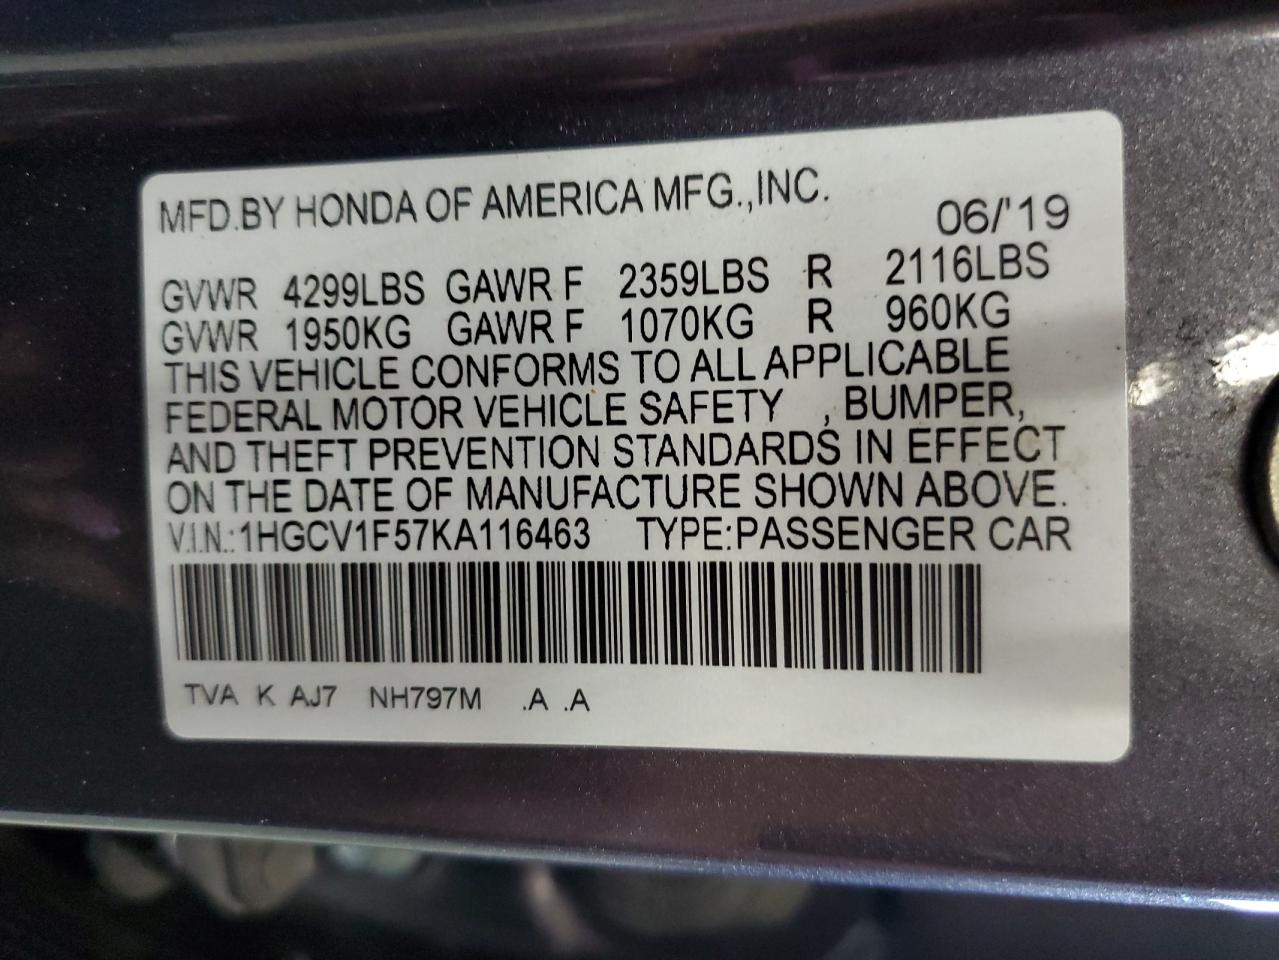 MFD.BY HONDA OF AMERICA MFG.,INC. 06/'19
GVWR 4299LBS GAWR F 2359LBS R 2116LBS
GVWR 1950KG GAWR F 1070KG R 960KG
THIS VEHICLE CONFORMS TO ALL APPLICABLE
FEDERAL MOTOR VEHICLE SAFETY , BUMPER,
AND THEFT PREVENTION STANDARDS IN EFFECT
ON THE DATE OF MANUFACTURE SHOWN ABOVE.
V.I.N.:1HGCV1F57KA116463 TYPE:PASSENGER CAR
TVA K AJ7 NH797M .A .A